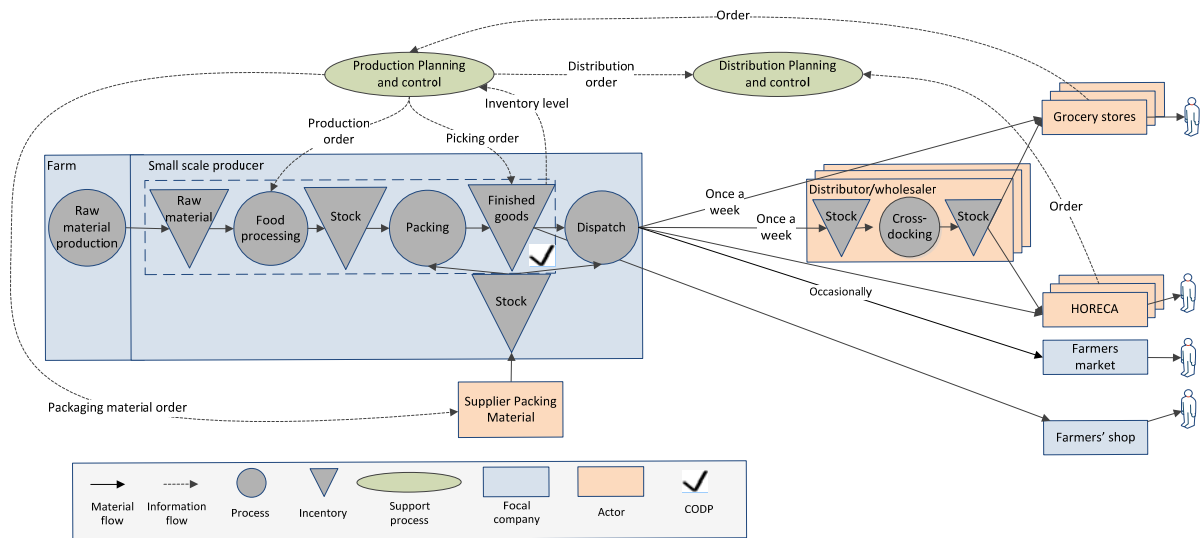 Order
Production Planning
and control
Distribution
order
Distribution Planning
and control
Inventory level
Production
order
Picking order
Grocery stores
Farm
Small scale producer
Raw
material
production
Raw
material
Food
processing
Stock
Packing
Finished
goods
Dispatch
Stock
Once a
week
Once a
week
Distributor/wholesaler
Stock
Cross-
docking
Stock
Order
Occasionally
HORECA
Farmers
market
Farmers' shop
Packaging material order
Supplier Packing
Material
Material
flow
Information
flow
Process
Incentory
Support
process
Focal
company
Actor
CODP